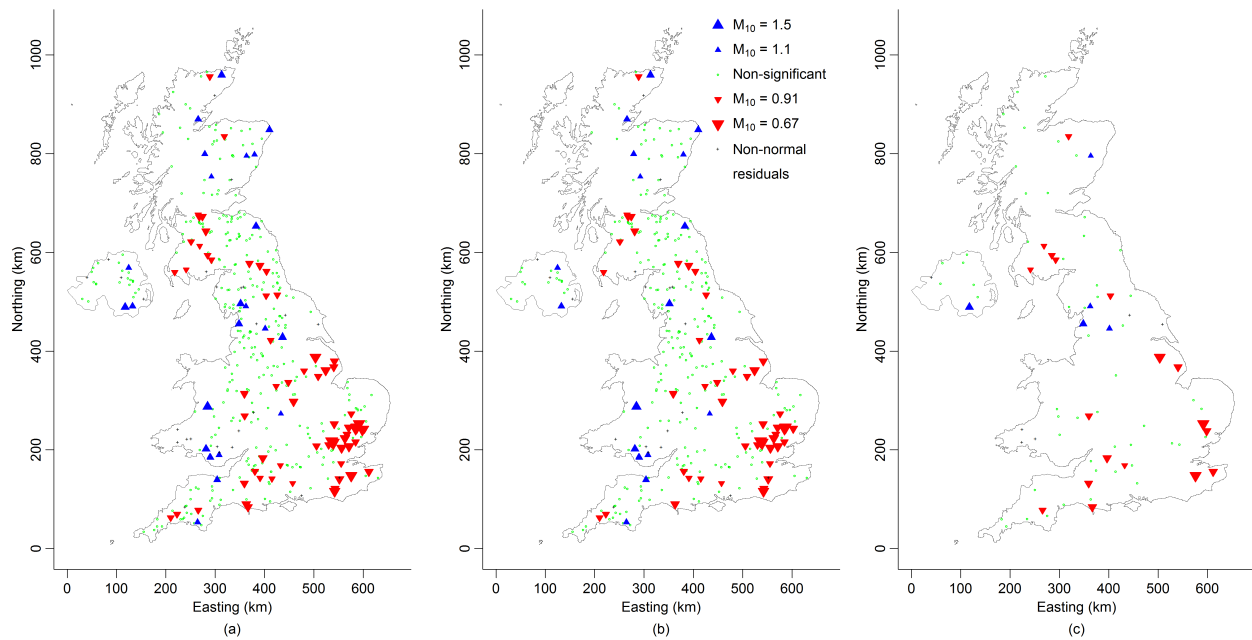 M10 = 1.5
M10 = 1.1
Non-significant
M10 = 0.91
M10 = 0.67
Non-normal
residuals
Northing (km)
0 200 400 600 800 1000
0 100 200 300 400 500 600
Easting (km)
(a)
Northing (km)
0 200 400 600 800 1000
0 100 200 300 400 500 600
Easting (km)
(b)
Northing (km)
0 200 400 600 800 1000
0 100 200 300 400 500 600
Easting (km)
(c)